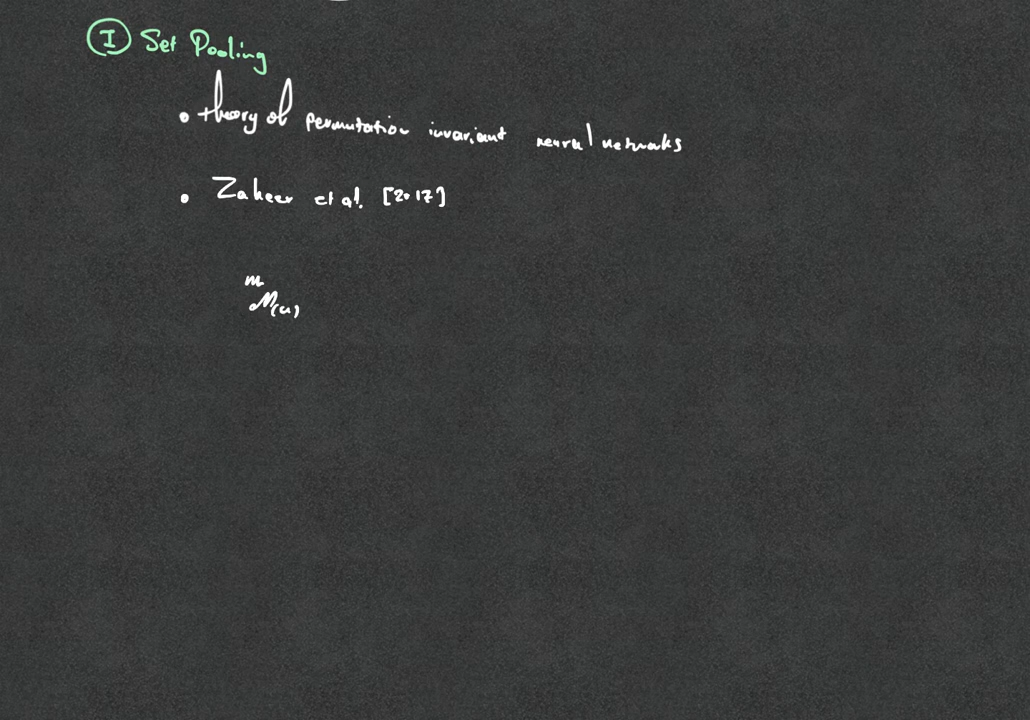 I Set Pooling
• theory of permutation invariant neural networks
• Zaheer et al. [2017]
m
M(u)